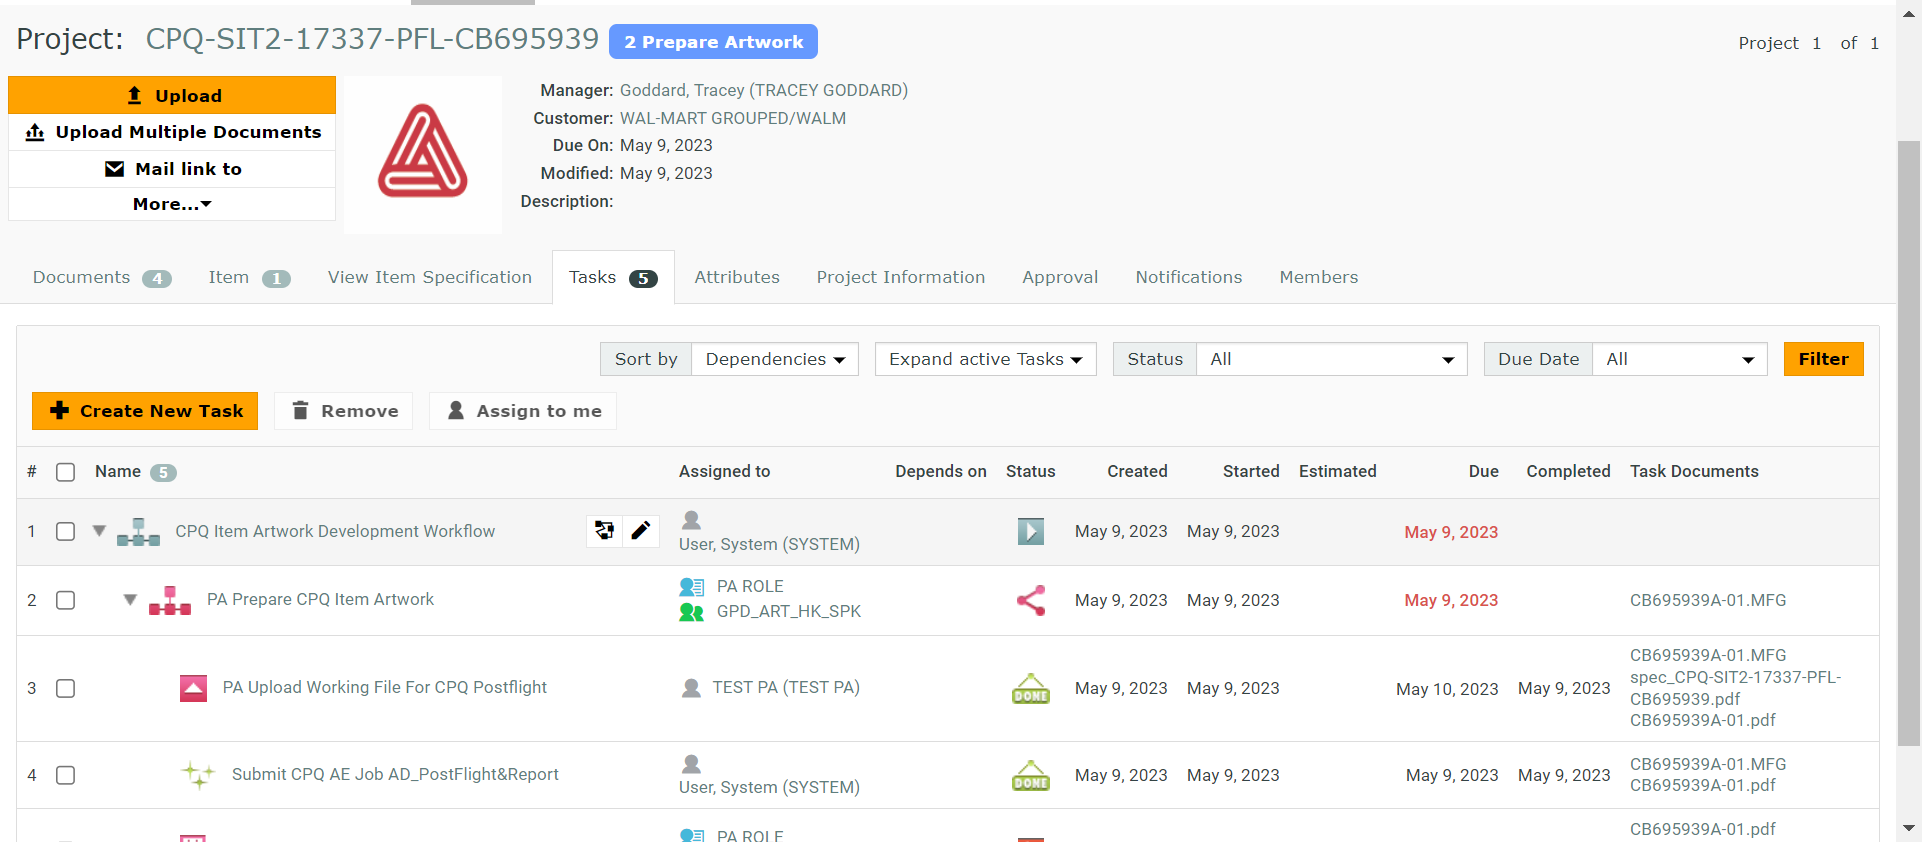 Project: CPQ-SIT2-17337-PFL-CB695939 2 Prepare Artwork
Project 1 of 1
Upload
Upload Multiple Documents
Mail link to
More...
Manager: Goddard, Tracey (TRACEY GODDARD)
Customer: WAL-MART GROUPED/WALM
Due On: May 9, 2023
Modified: May 9, 2023
Description:
Documents 4 Item 1 View Item Specification Tasks 5 Attributes Project Information Approval Notifications Members
Sort by Dependencies Expand active Tasks Status All Due Date All Filter
Create New Task Remove Assign to me
# Name 5 Assigned to Depends on Status Created Started Estimated Due Completed Task Documents
1 CPQ Item Artwork Development Workflow User, System (SYSTEM) May 9, 2023 May 9, 2023 May 9, 2023
2 PA Prepare CPQ Item Artwork PA ROLE
GPD_ART_HK_SPK May 9, 2023 May 9, 2023 May 9, 2023 CB695939A-01.MFG
3 PA Upload Working File For CPQ Postflight TEST PA (TEST PA) DONE May 9, 2023 May 9, 2023 May 10, 2023 May 9, 2023 CB695939A-01.MFG
spec_CPQ-SIT2-17337-PFL-
CB695939.pdf
CB695939A-01.pdf
4 Submit CPQ AE Job AD_PostFlight&Report User, System (SYSTEM) DONE May 9, 2023 May 9, 2023 May 9, 2023 May 9, 2023 CB695939A-01.MFG
CB695939A-01.pdf
PA ROLE CB695939A-01.pdf